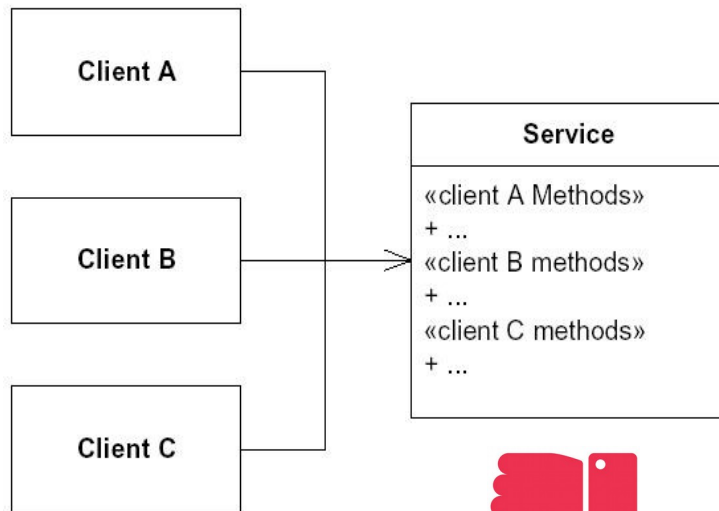 Client A
Client B
Client C
Service
«client A Methods»
+ ...
«client B methods»
+ ...
«client C methods»
+ ...